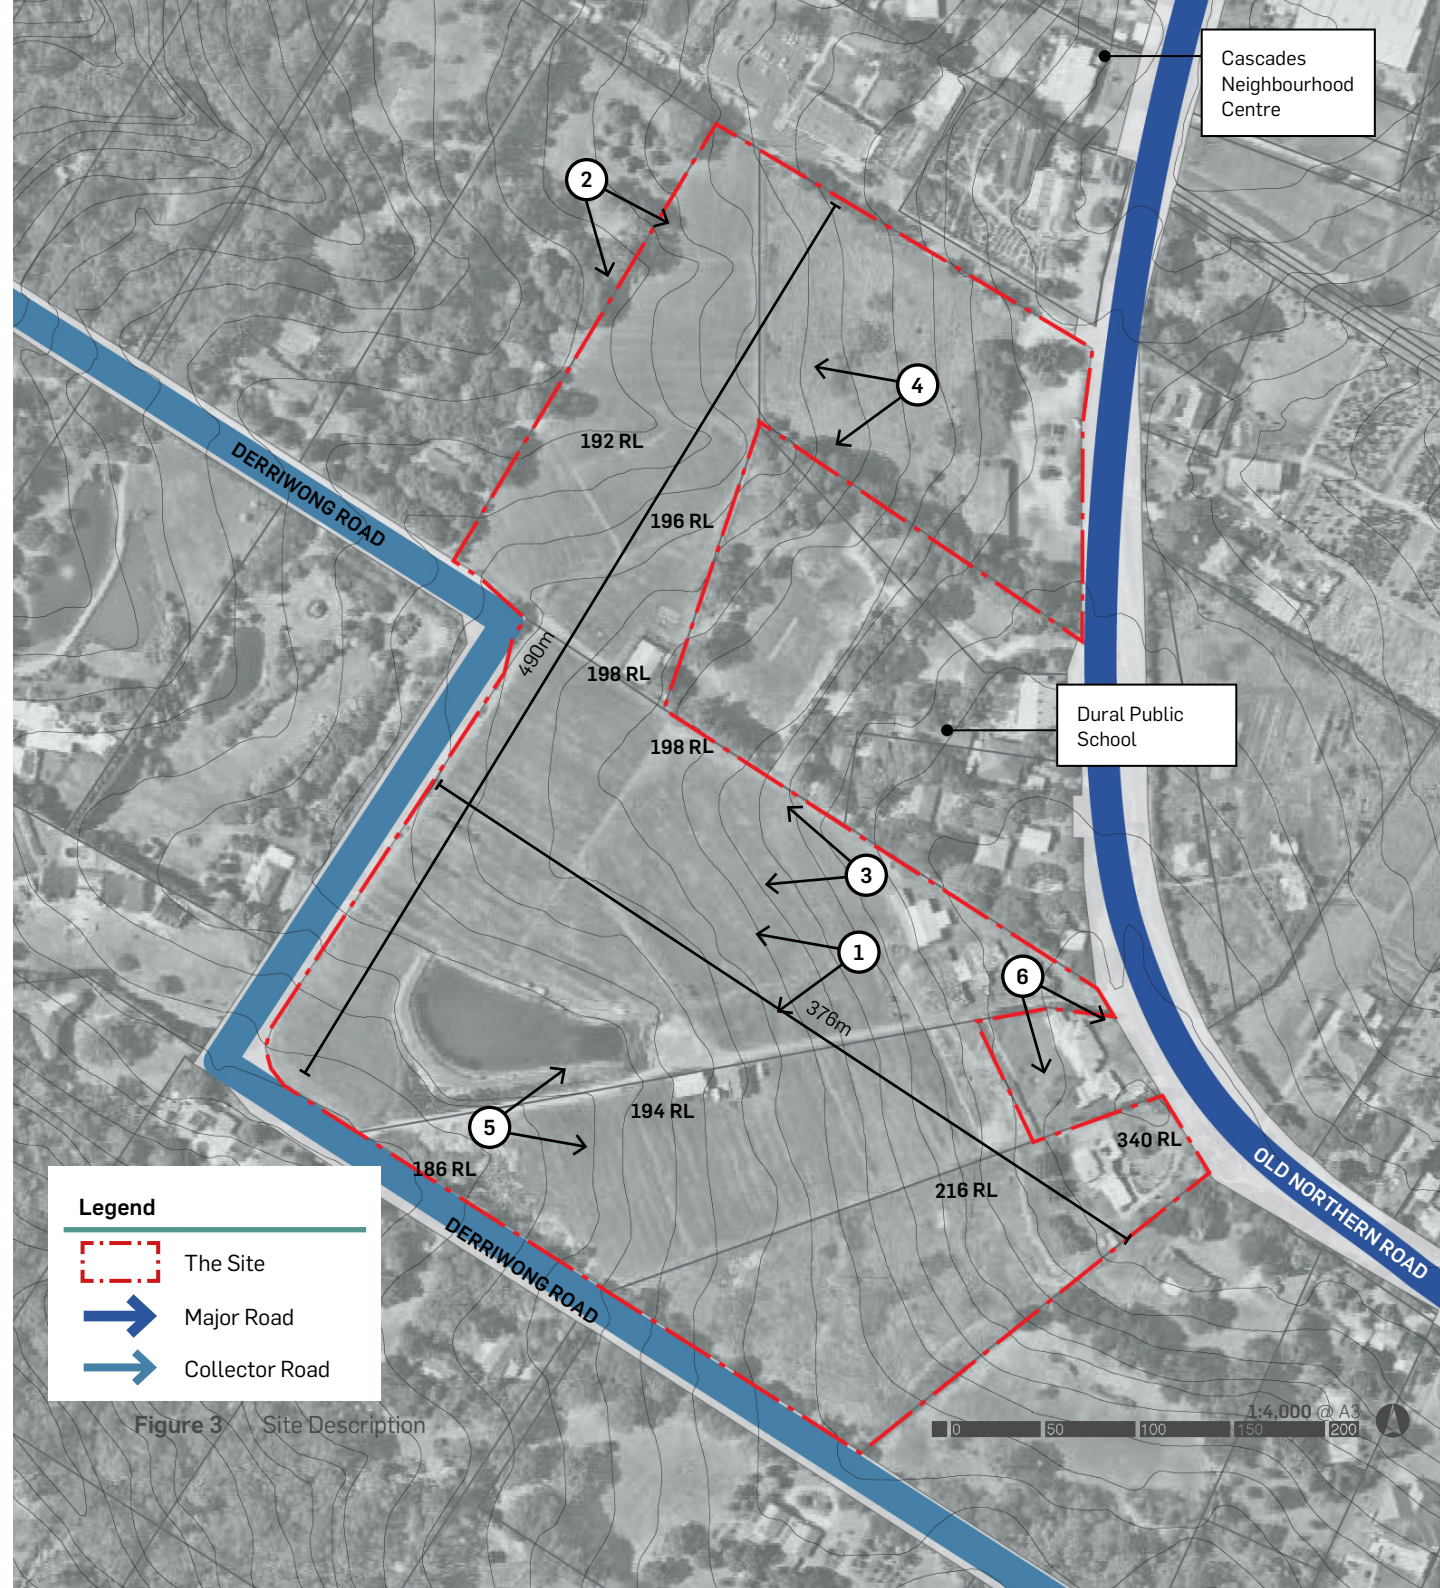 Cascades
Neighbourhood
Centre
2
4
192 RL
DERRIWONG ROAD
196 RL
490m
198 RL
198 RL
Dural Public
School
3
1
6
376m
5
194 RL
340 RL
186 RL
216 RL
OLD NORTHERN ROAD
DERRIWONG ROAD
Legend
The Site
Major Road
Collector Road
Figure 3 Site Description
1:4,000 @ A3
0 50 100 150 200